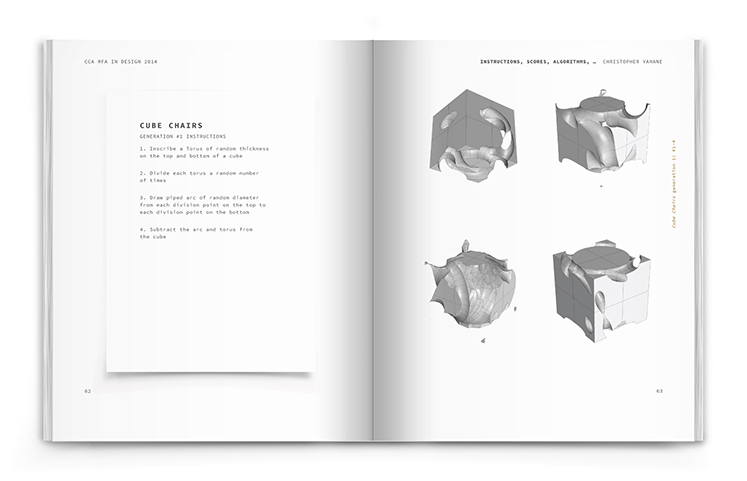 CCA MFA IN DESIGN 2014
INSTRUCTIONS, SCORES, ALGORITHMS, … CHRISTOPHER YAMANE
CUBE CHAIRS
GENERATION #1 INSTRUCTIONS
1. Inscribe a Torus of random thickness
on the top and bottom of a cube
2. Divide each torus a random number
of times
3. Draw piped arc of random diameter
from each division point on the top to
each division point on the bottom
4. Subtract the arc and torus from
the cube
Cube Chairs generation 1: #1-4
62
63